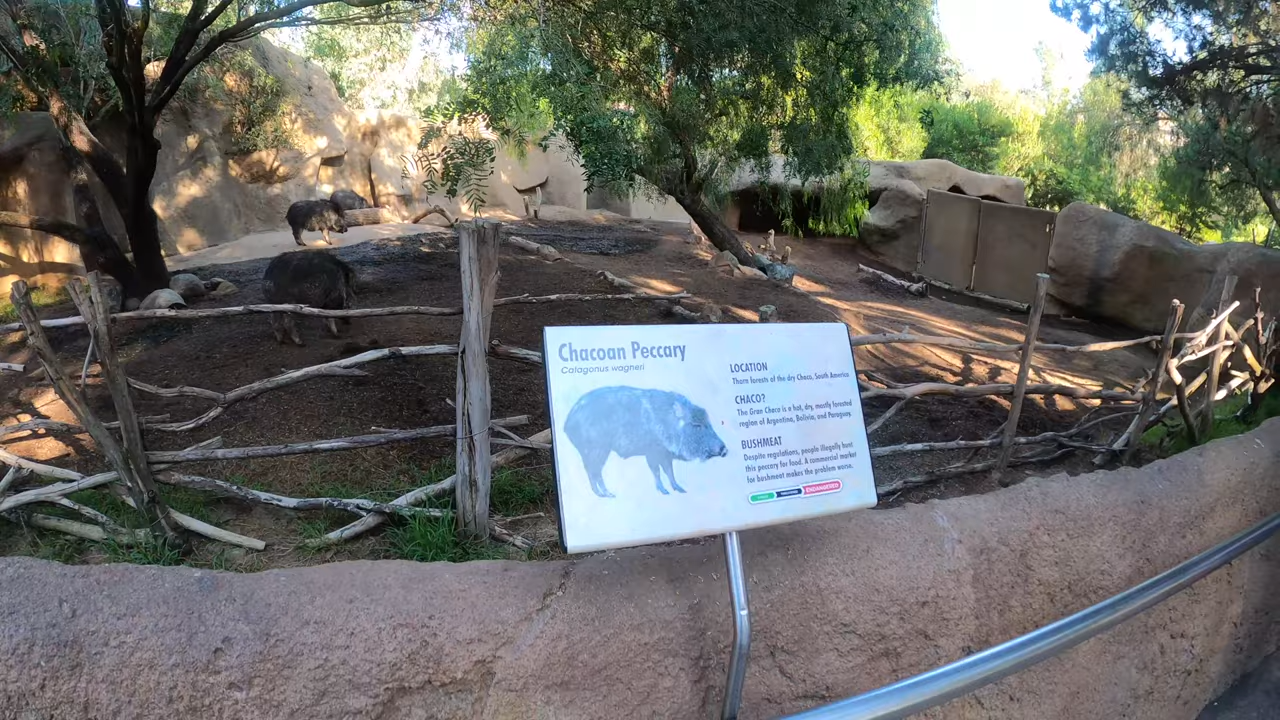 Chacoan Peccary
Catagonus wagneri
LOCATION
Thorn forests of the dry Chaco, South America
CHACO?
The Gran Chaco is a hot, dry, mostly forested
region of Argentina, Bolivia, and Paraguay.
BUSHMEAT
Despite regulations, people illegally hunt
this peccary for food. A commercial market
for bushmeat makes the problem worse.
ENDANGERED